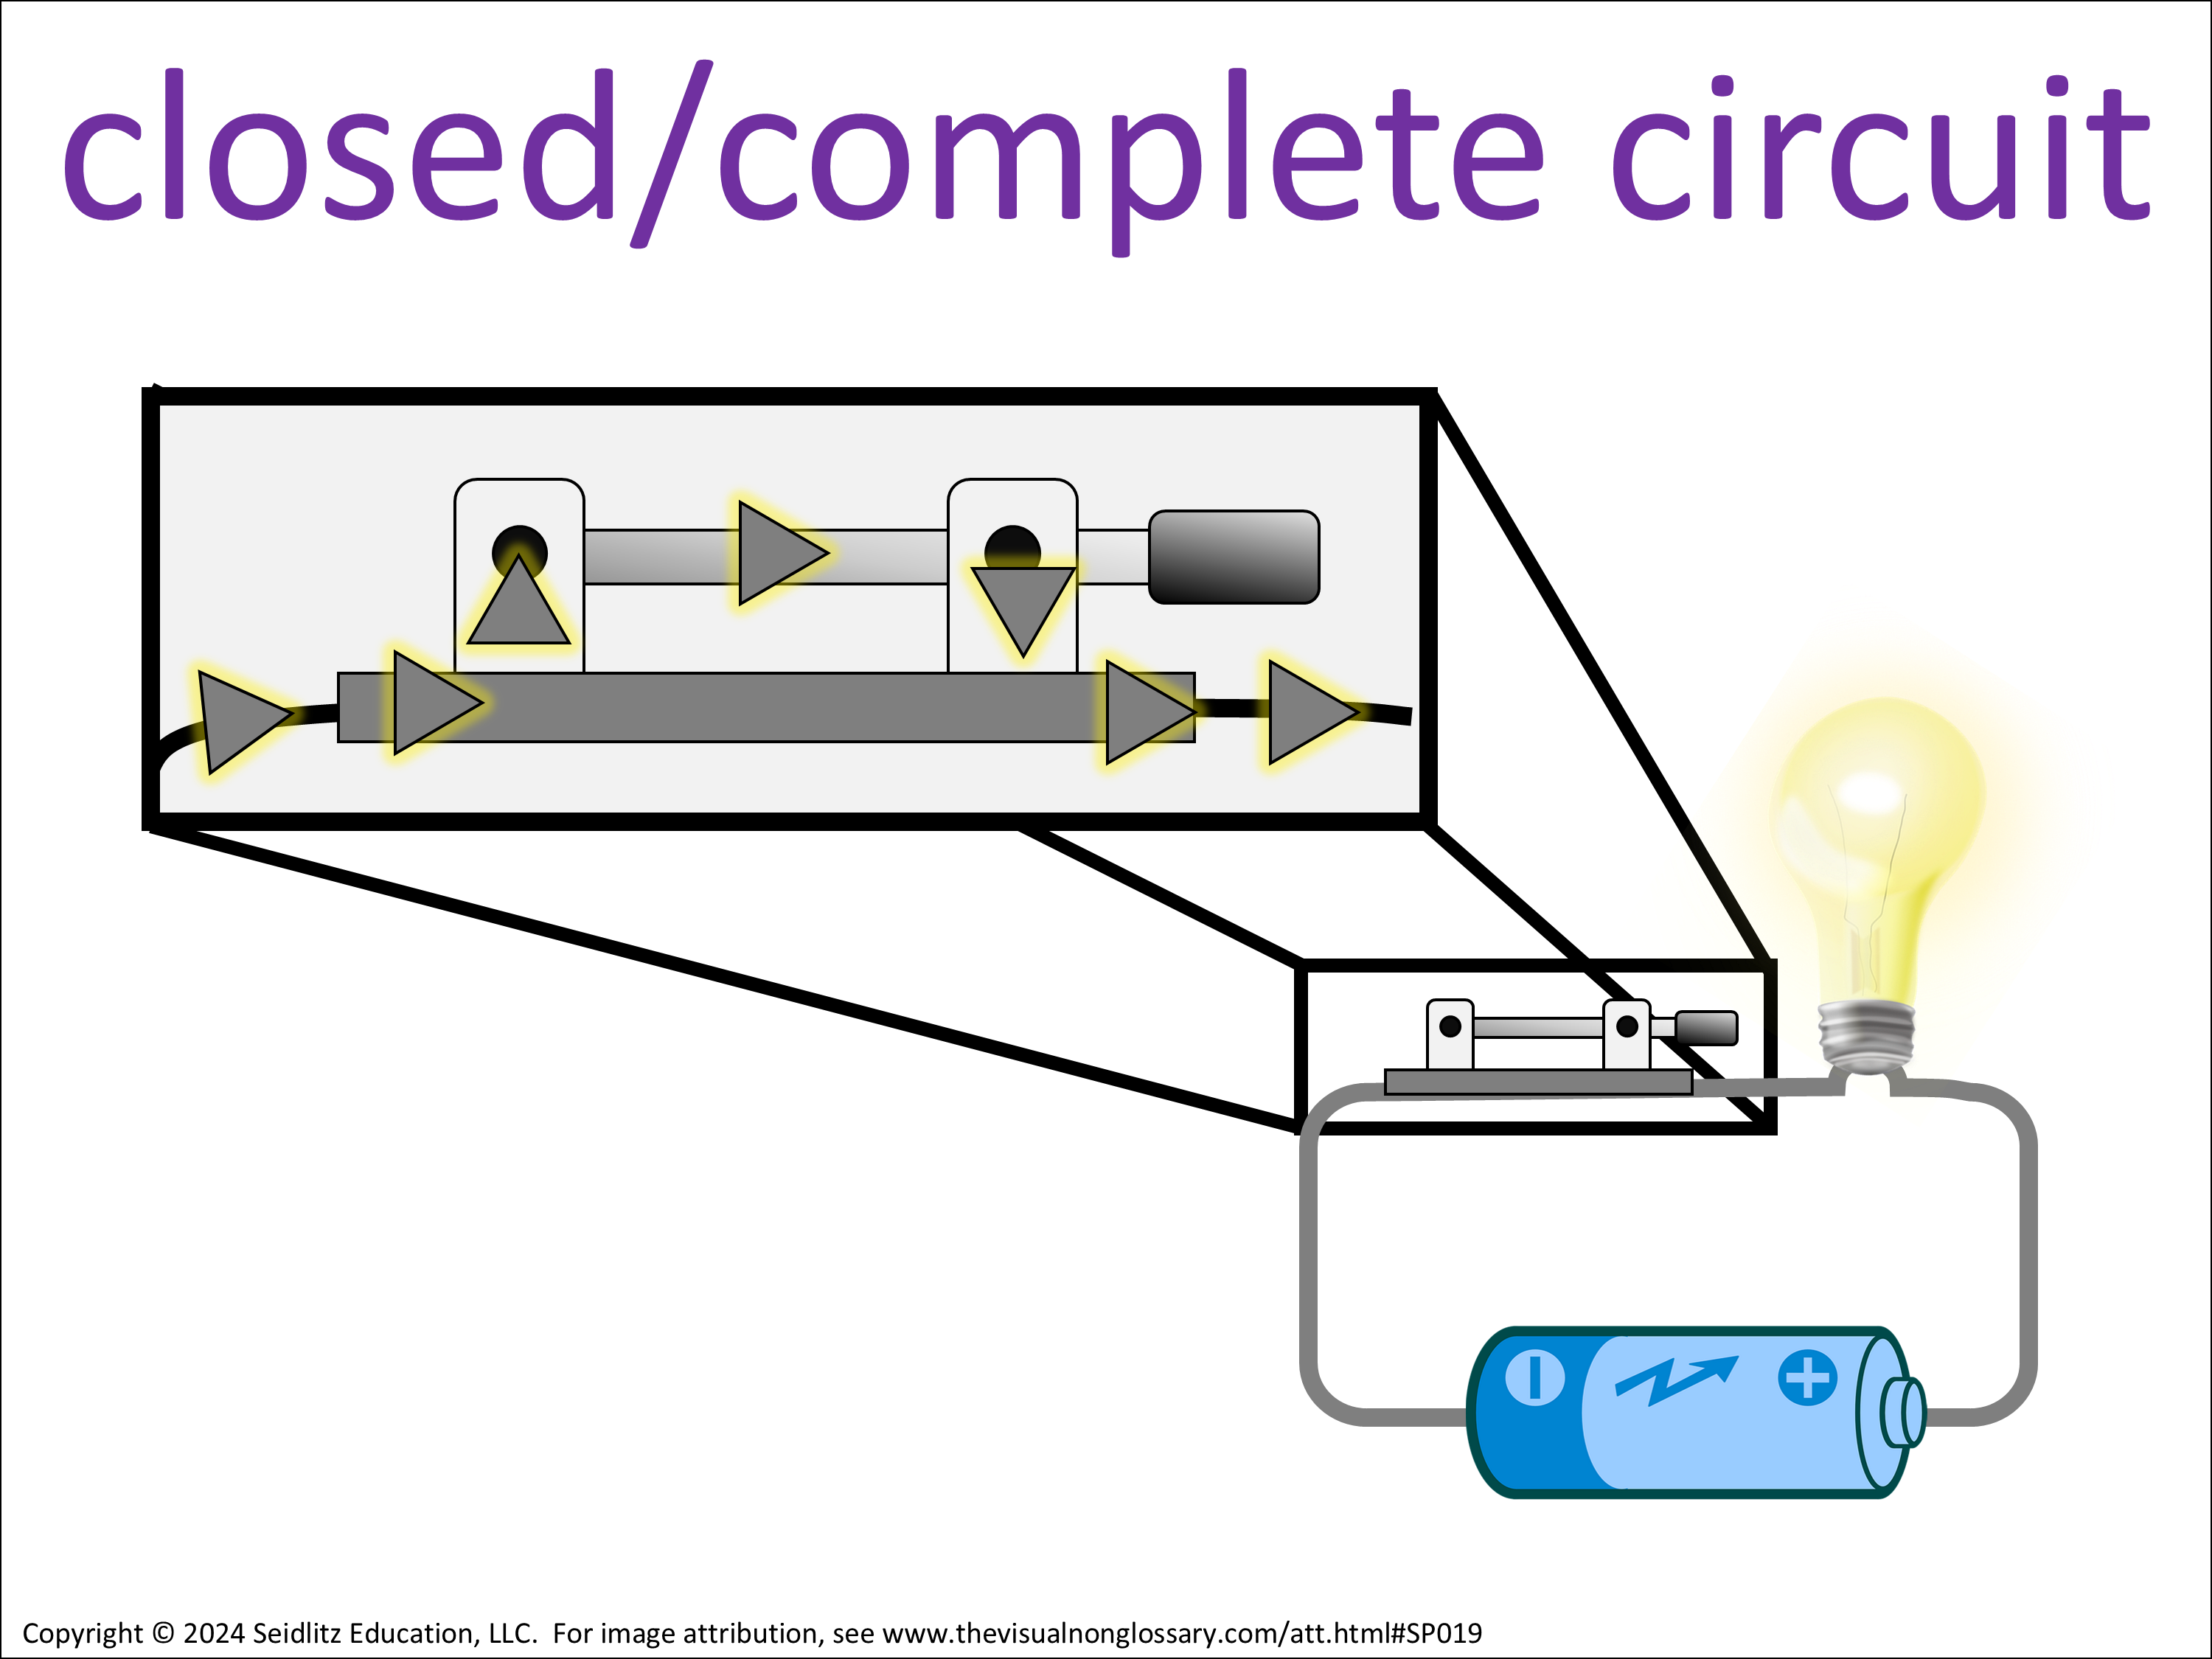 closed/complete circuit
Copyright © 2024 Seidlitz Education, LLC.  For image attribution, see www.thevisualnonglossary.com/att.html#SP019